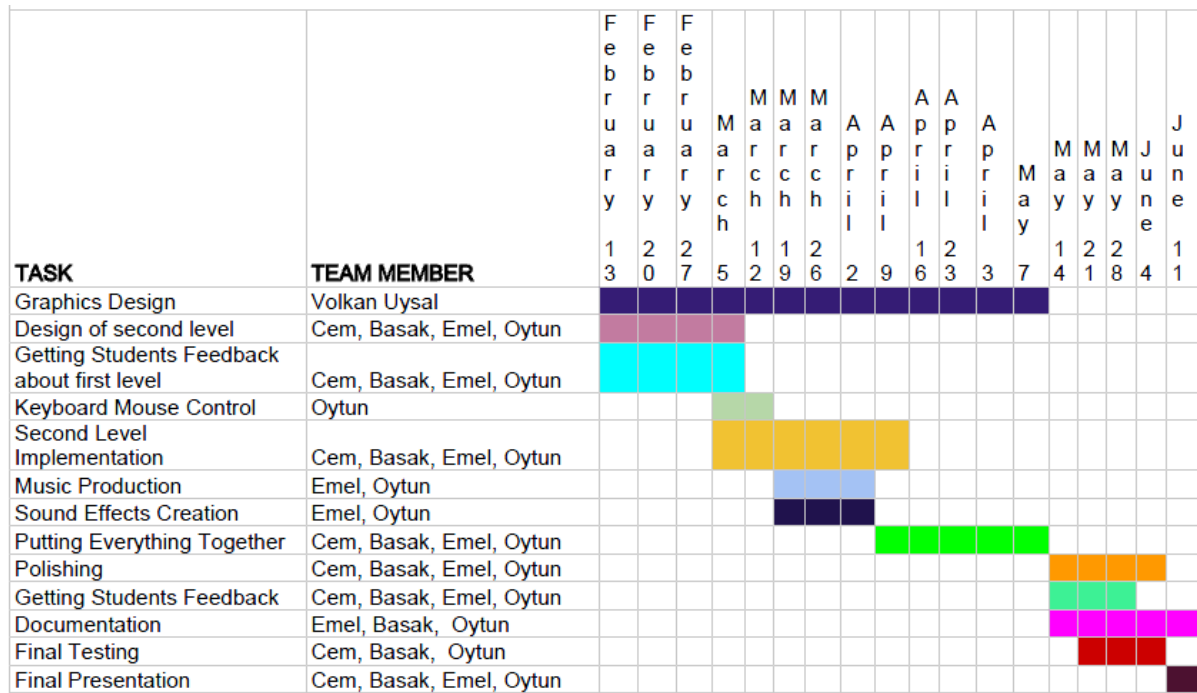 TASK TEAM MEMBER February 13 February 20 February 27 March 5 March 12 March 19 March 26 April 2 April 9 April 16 April 23 April 3 May 7 May 14 May 21 May 28 June 4 June 11
Graphics Design Volkan Uysal
Design of second level Cem, Basak, Emel, Oytun
Getting Students Feedback
about first level Cem, Basak, Emel, Oytun
Keyboard Mouse Control Oytun
Second Level
Implementation Cem, Basak, Emel, Oytun
Music Production Emel, Oytun
Sound Effects Creation Emel, Oytun
Putting Everything Together Cem, Basak, Emel, Oytun
Polishing Cem, Basak, Emel, Oytun
Getting Students Feedback Cem, Basak, Emel, Oytun
Documentation Emel, Basak, Oytun
Final Testing Cem, Basak, Oytun
Final Presentation Cem, Basak, Emel, Oytun